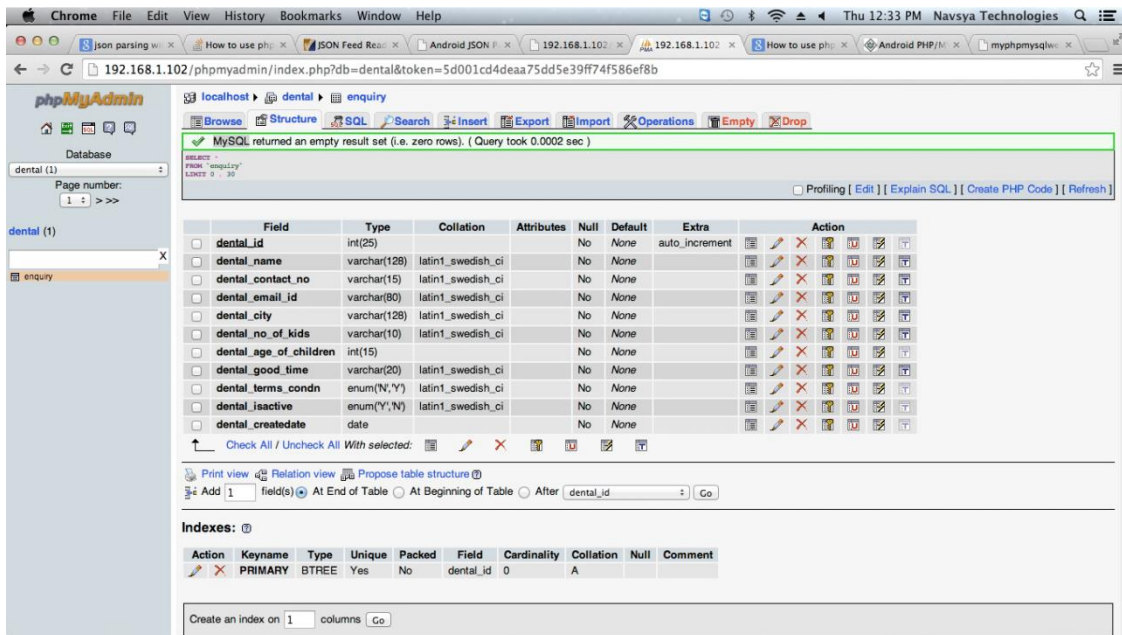 Chrome File Edit View History Bookmarks Window Help Thu 12:33 PM Navsya Technologies
json parsing w How to use php JSON Feed Read Android JSON P 192.168.1.102 192.168.1.102 How to use php Android PHP/M myphpmysqlwe
192.168.1.102/phpmyadmin/index.php?db=dental&token=5d001cd4deaa75dd5e39ff74f586ef8b
phpMyAdmin
Database
dental (1)
Page number:
1 > >>
dental (1)
X
enquiry
localhost dental enquiry
Browse Structure SQL Search Insert Export Import Operations Empty Drop
MySQL returned an empty result set (i.e. zero rows). ( Query took 0.0002 sec )
SELECT *
FROM `enquiry`
LIMIT 0 , 30
Profiling [ Edit ] [ Explain SQL ] [ Create PHP Code ] [ Refresh ]
Field Type Collation Attributes Null Default Extra Action
dental_id int(25) No None auto_increment
dental_name varchar(128) latin1_swedish_ci No None
dental_contact_no varchar(15) latin1_swedish_ci No None
dental_email_id varchar(80) latin1_swedish_ci No None
dental_city varchar(128) latin1_swedish_ci No None
dental_no_of_kids varchar(10) latin1_swedish_ci No None
dental_age_of_children int(15) No None
dental_good_time varchar(20) latin1_swedish_ci No None
dental_terms_condn enum('N','Y') latin1_swedish_ci No None
dental_isactive enum('Y','N') latin1_swedish_ci No None
dental_createdate date No None
Check All / Uncheck All With selected:
Print view Relation view Propose table structure
Add 1 field(s) At End of Table At Beginning of Table After dental_id Go
Indexes:
Action Keyname Type Unique Packed Field Cardinality Collation Null Comment
PRIMARY BTREE Yes No dental_id 0 A
Create an index on 1 columns Go